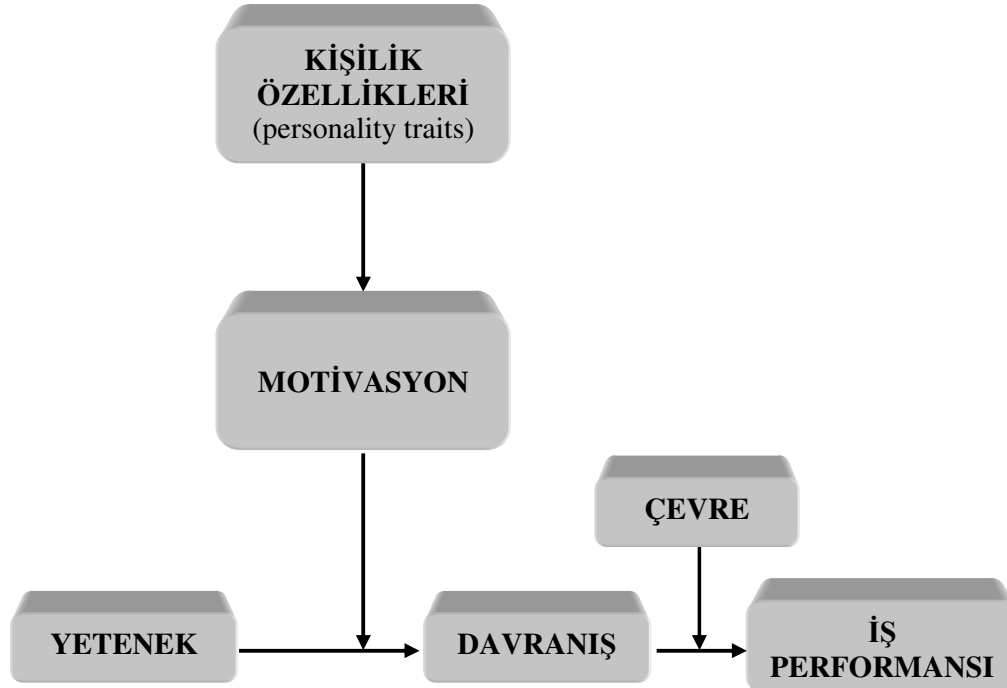 KİŞİLİK
ÖZELLİKLERİ
(personality traits)
MOTİVASYON
ÇEVRE
YETENEK
DAVRANIŞ
İŞ
PERFORMANSI